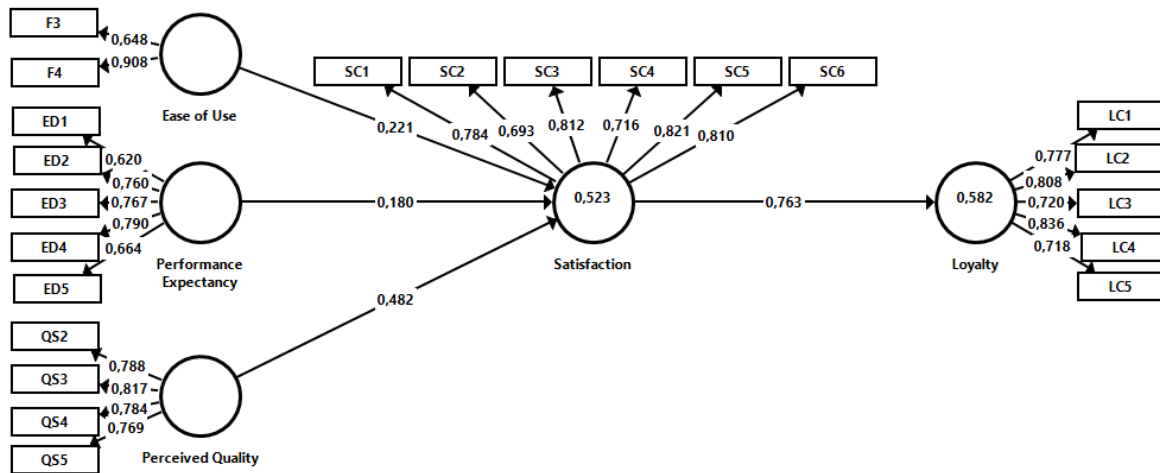 F3
0,648
F4
0,908
Ease of Use
SC1
SC2
SC3
SC4
SC5
SC6
0,784
0,693
0,812
0,716
0,821
0,810
0,221
ED1
0,620
ED2
0,760
ED3
0,767
0,790
ED4
0,664
ED5
Performance
Expectancy
0,180
0,523
Satisfaction
0,763
0,582
Loyalty
LC1
0,777
LC2
0,808
0,720
LC3
0,836
LC4
0,718
LC5
0,482
QS2
0,788
QS3
0,817
0,784
QS4
0,769
QS5
Perceived Quality